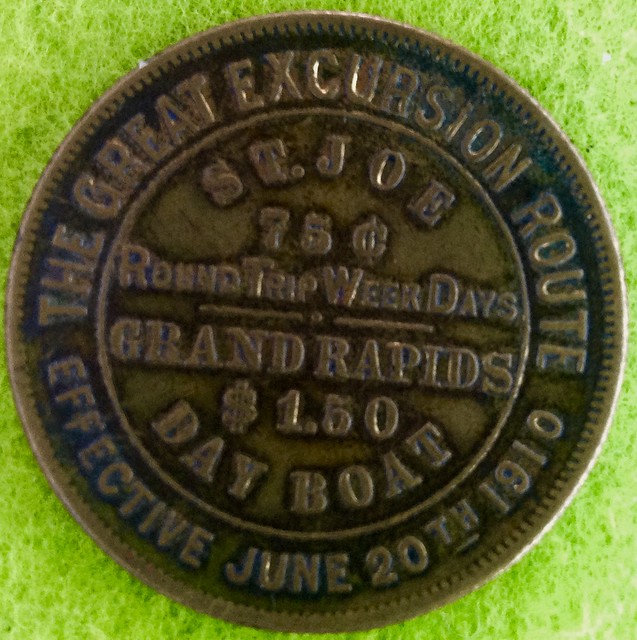 THE GREAT EXCURSION ROUTE
ST. JOE
75 ¢
ROUND TRIP WEEK DAYS
GRAND RAPIDS
$1.50
DAY BOAT
EFFECTIVE JUNE 20TH 1910